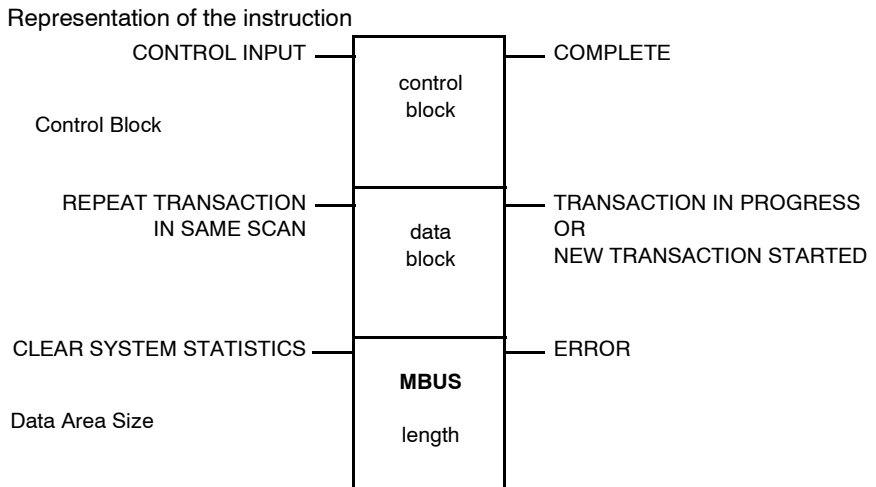 Representation of the instruction
CONTROL INPUT
COMPLETE
control
block
Control Block
REPEAT TRANSACTION
IN SAME SCAN
TRANSACTION IN PROGRESS
OR
NEW TRANSACTION STARTED
data
block
CLEAR SYSTEM STATISTICS
ERROR
MBUS
Data Area Size
length